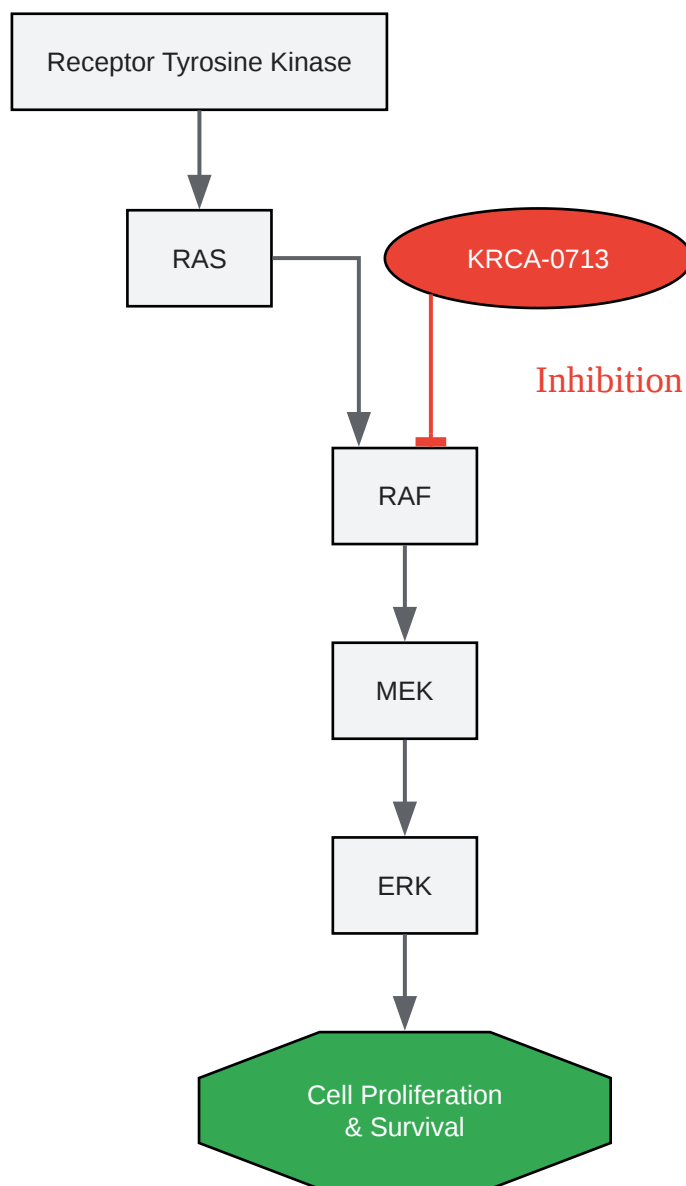 Receptor Tyrosine Kinase
RAS
KRCA-0713
Inhibition
RAF
MEK
ERK
Cell Proliferation
& Survival